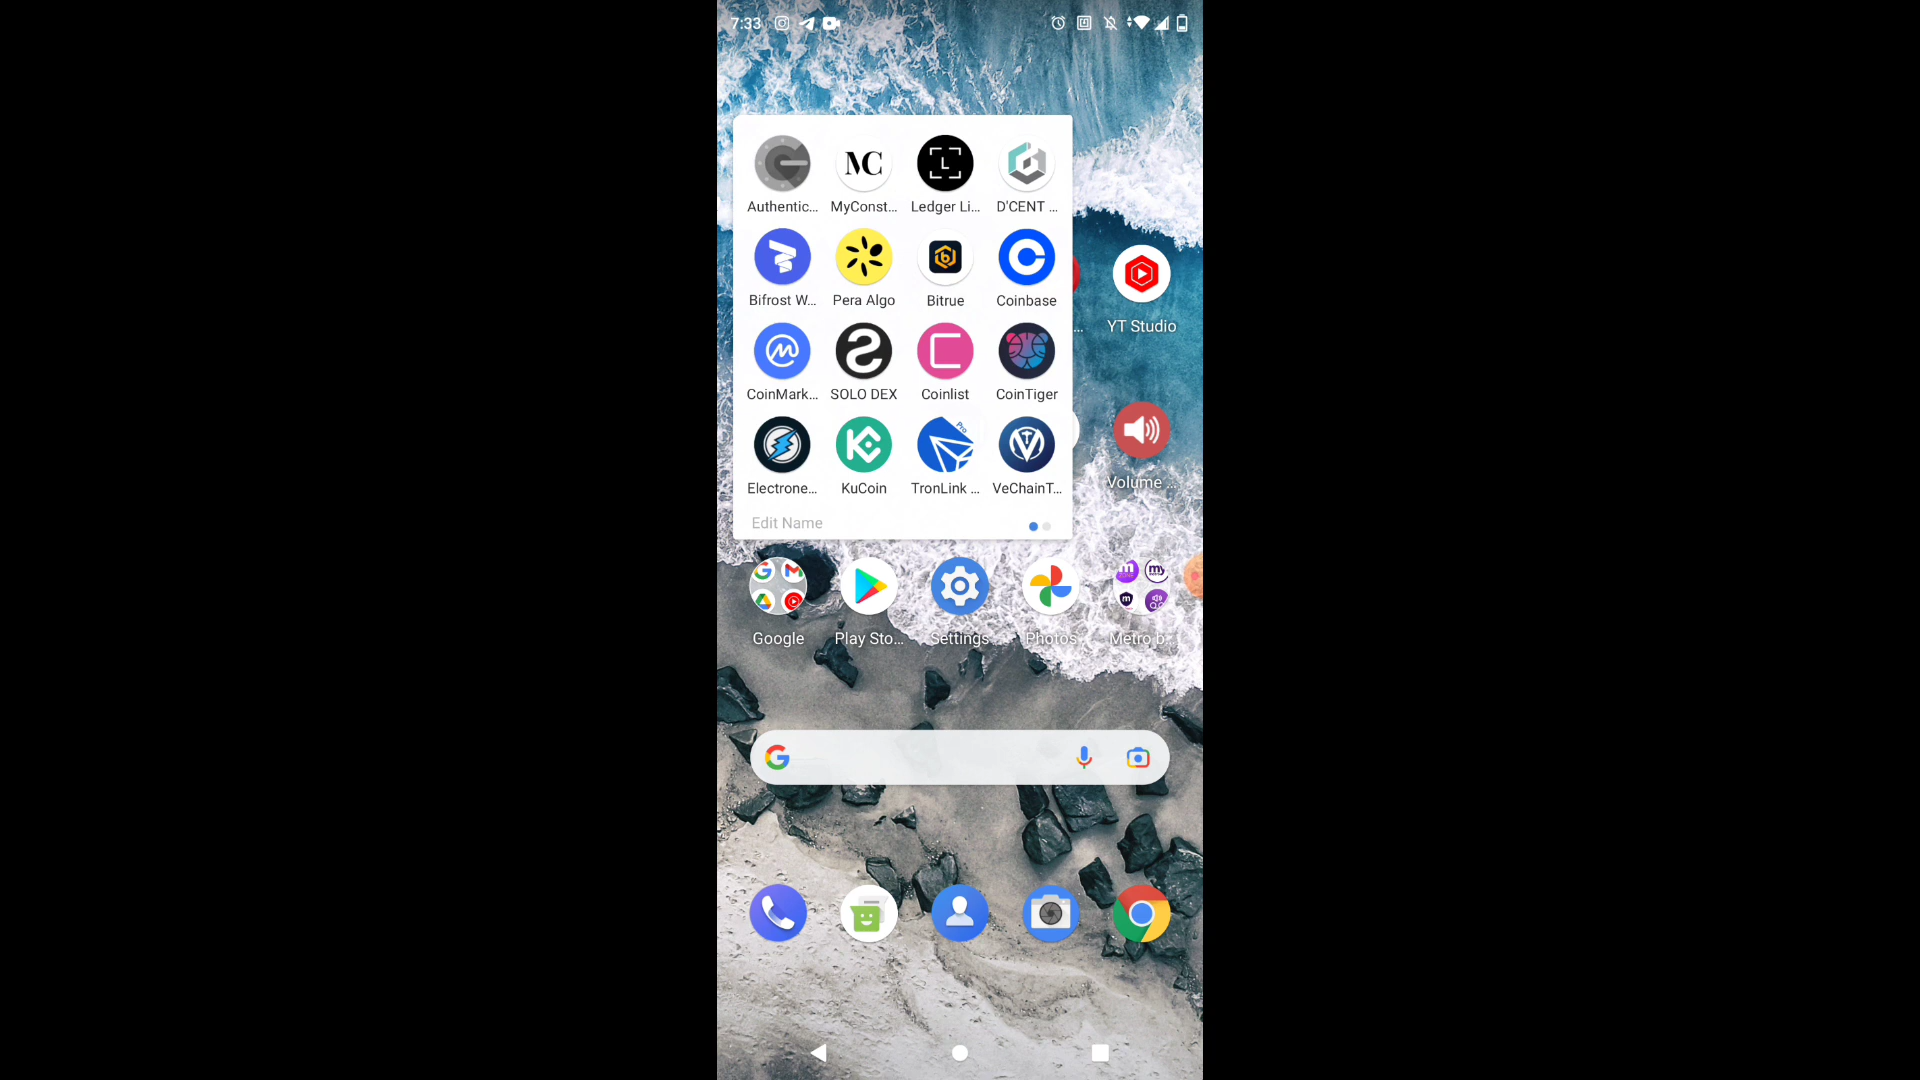 7:33
Authentic...
MyConst...
Ledger Li...
D'CENT ...
Bifrost W...
Pera Algo
Bitrue
Coinbase
YT Studio
CoinMark...
SOLO DEX
Coinlist
CoinTiger
Electrone...
KuCoin
TronLink ...
VeChainT...
Volume ...
Edit Name
Google
Play Sto...
Settings
Photos
Metro b...